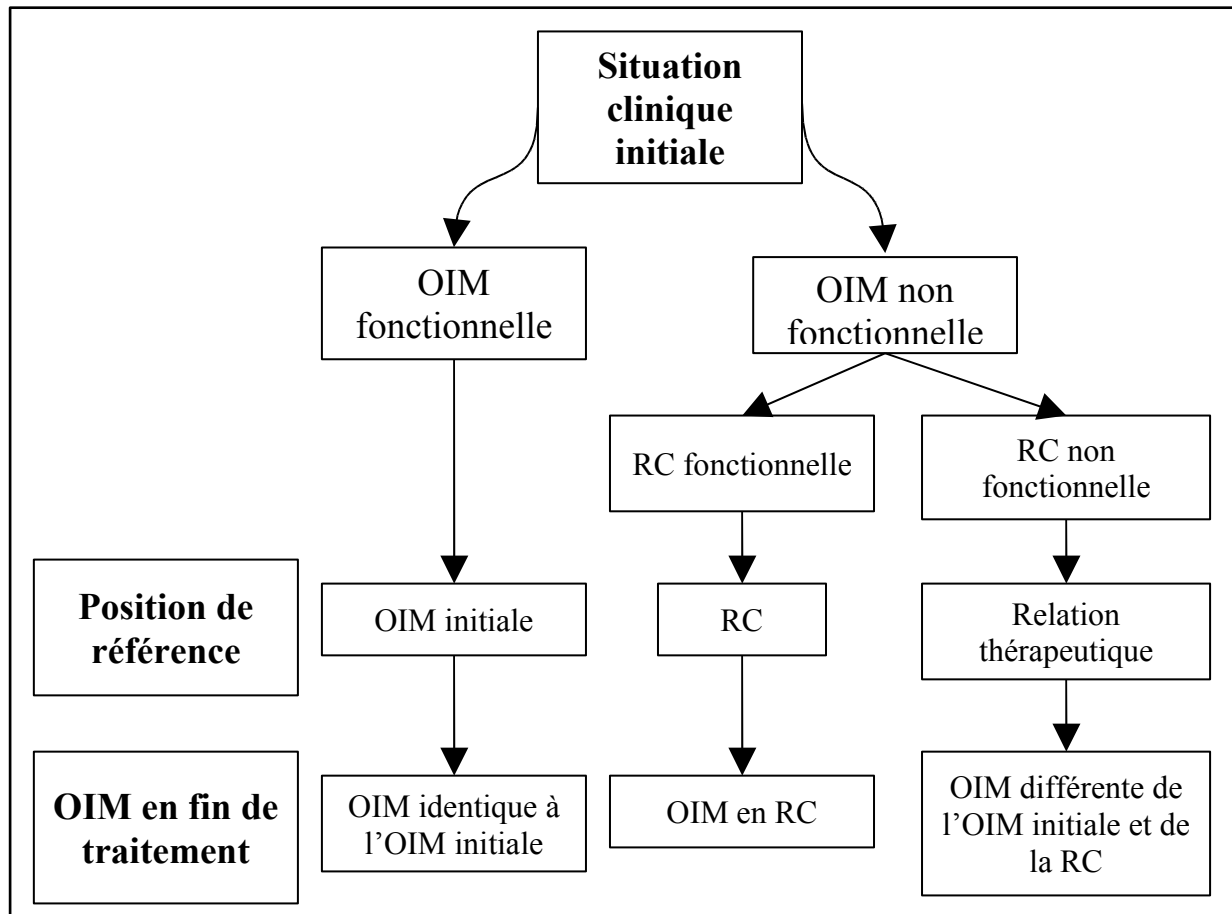 Situation
clinique
initiale
OIM
fonctionnelle
OIM non
fonctionnelle
RC fonctionnelle
RC non
fonctionnelle
Position de
référence
OIM initiale
RC
Relation
thérapeutique
OIM en fin de
traitement
OIM identique à
l’OIM initiale
OIM en RC
OIM différente de
l’OIM initiale et de
la RC